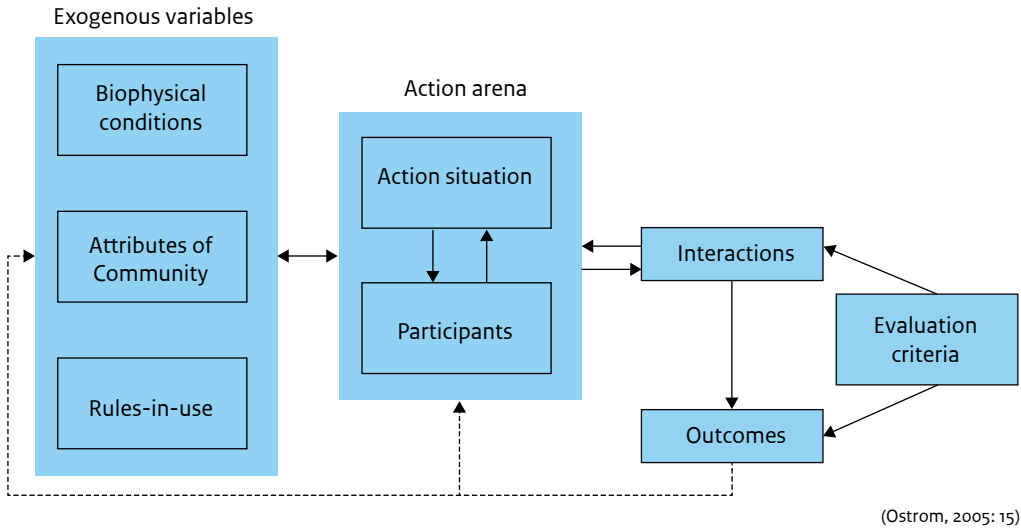 Exogenous variables
Biophysical
conditions
Attributes of
Community
Rules-in-use
Action arena
Action situation
Participants
Interactions
Outcomes
Evaluation
criteria
(Ostrom, 2005: 15)